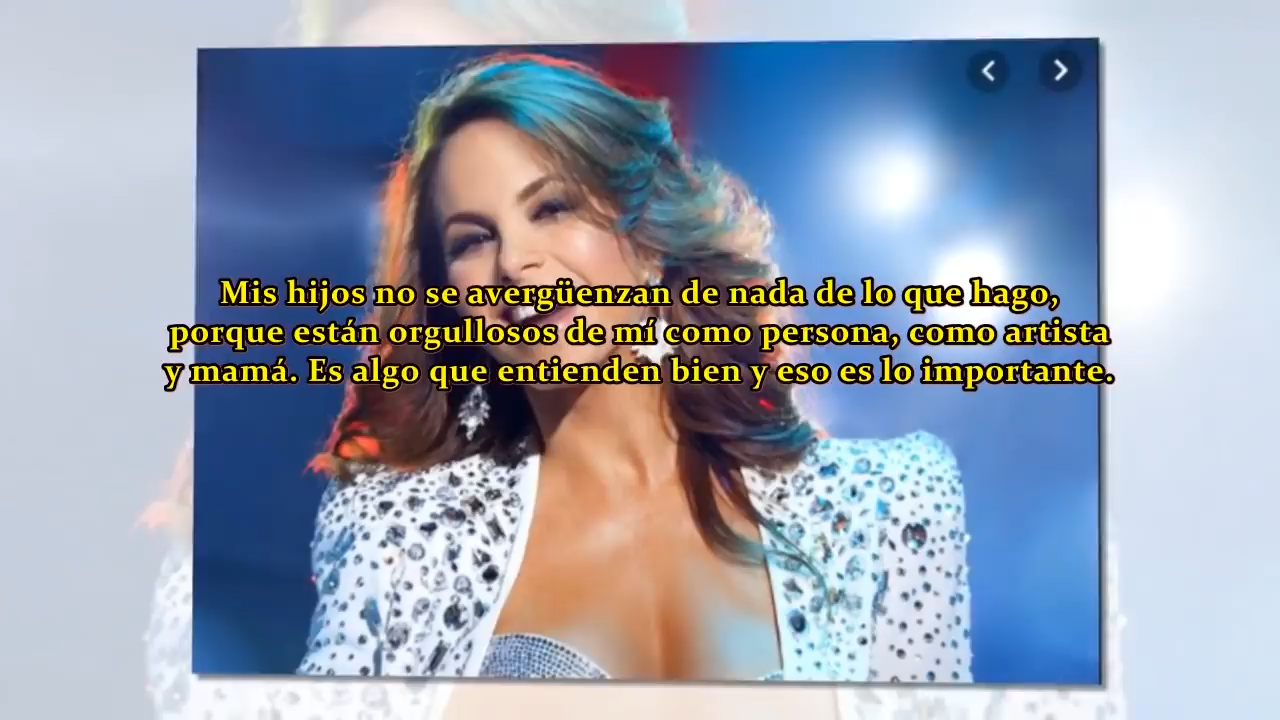 Mis hijos no se avergüenzan de nada de lo que hago,
porque están orgullosos de mí como persona, como artista
y mamá. Es algo que entienden bien y eso es lo importante.